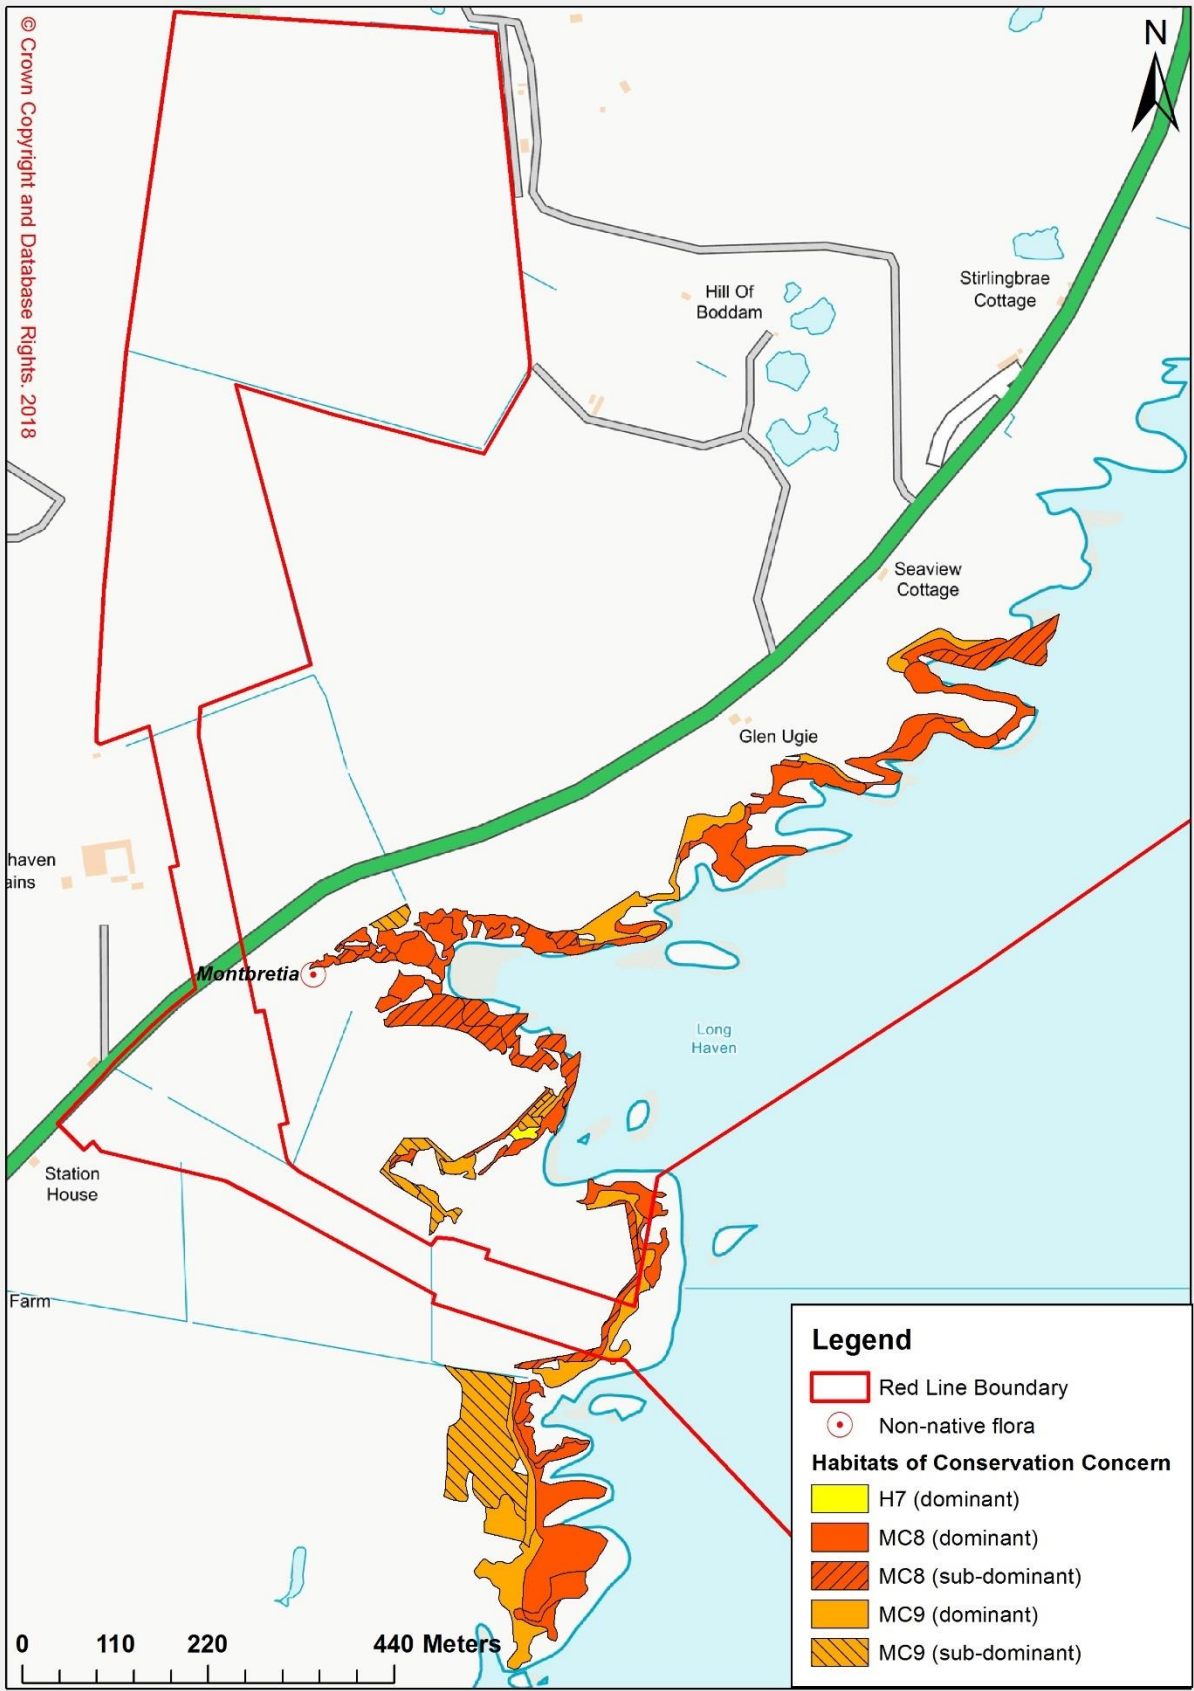 © Crown Copyright and Database Rights. 2018
N
Hill Of
Boddam
Stirlingbrae
Cottage
Seaview
Cottage
Glen Ugie
haven
ains
Montbretia
Long
Haven
Station
House
Farm
Legend
Red Line Boundary
Non-native flora
Habitats of Conservation Concern
H7 (dominant)
MC8 (dominant)
MC8 (sub-dominant)
MC9 (dominant)
MC9 (sub-dominant)
0 110 220 440 Meters